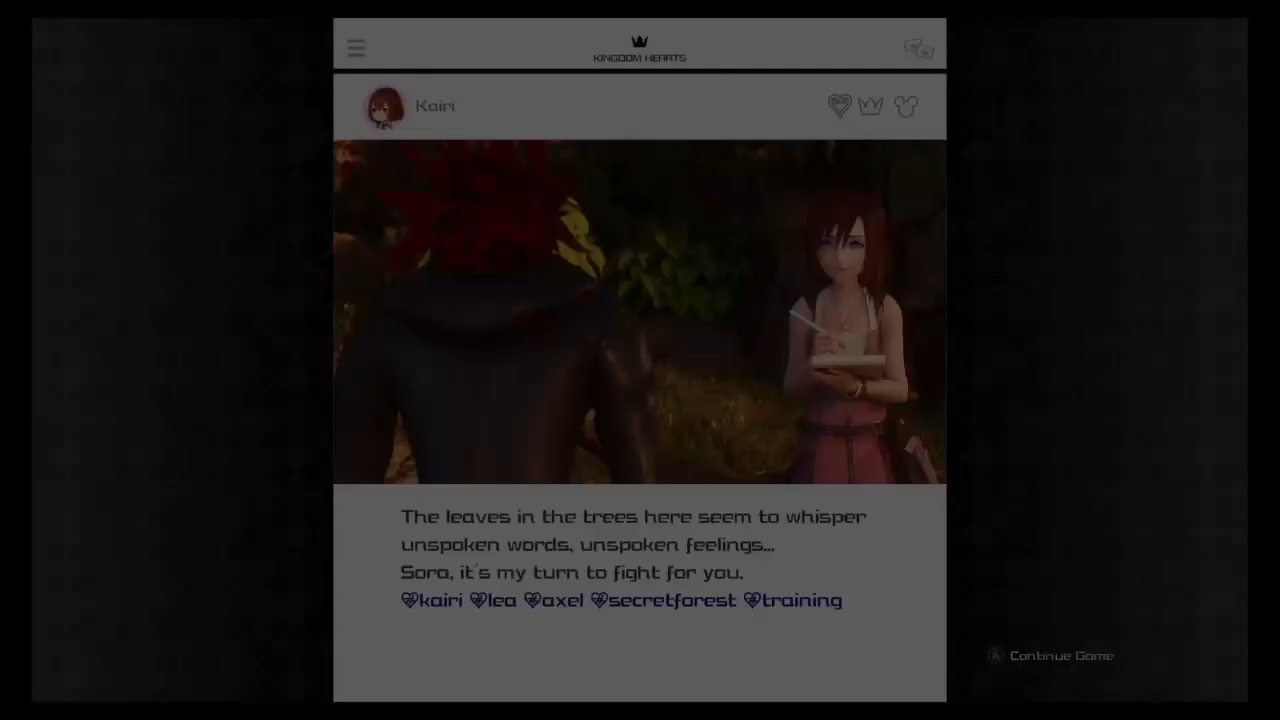 KINGDOM HEARTS
Kairi
The leaves in the trees here seem to whisper
unspoken words, unspoken feelings...
Sora, it's my turn to fight for you.
kairi lea axel secretforest training
A Continue Game